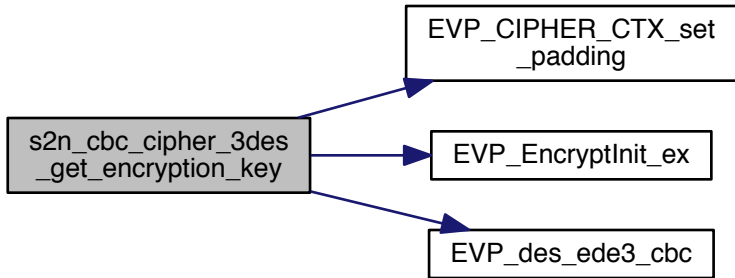 s2n_cbc_cipher_3des
_get_encryption_key
EVP_CIPHER_CTX_set
_padding
EVP_EncryptInit_ex
EVP_des_ede3_cbc